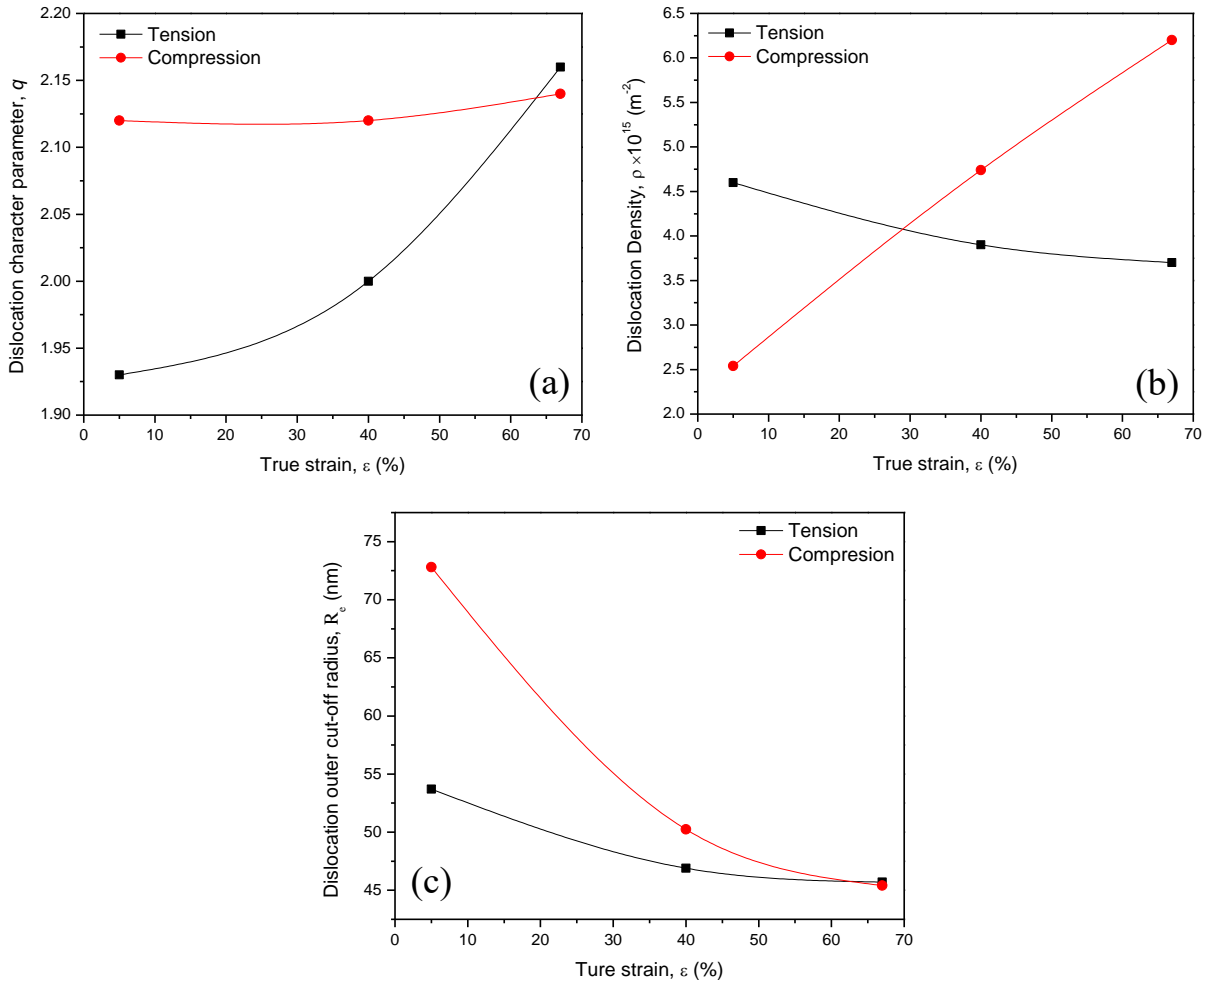 2.20
2.15
2.10
2.05
2.00
1.95
1.90
Dislocation character parameter, q
Tension
Compression
(a)
0 10 20 30 40 50 60 70
True strain, ε (%)
6.5
6.0
5.5
5.0
4.5
4.0
3.5
3.0
2.5
2.0
Dislocation Density, ρ ×10¹⁵ (m⁻²)
Tension
Compression
(b)
0 10 20 30 40 50 60 70
True strain, ε (%)
75
70
65
60
55
50
45
Dislocation outer cut-off radius, Rₑ (nm)
Tension
Compresion
(c)
0 10 20 30 40 50 60 70
Ture strain, ε (%)